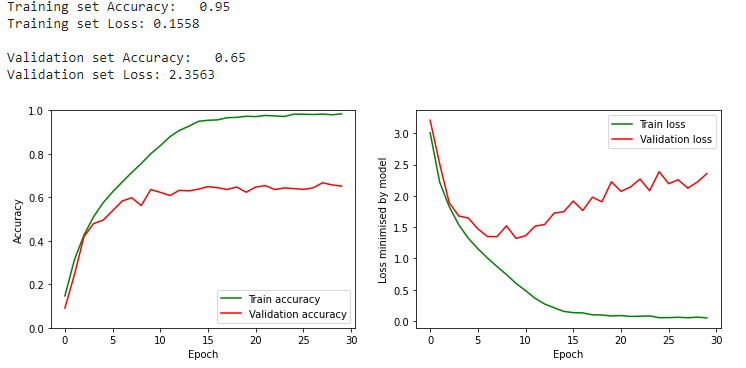 Training set Accuracy:   0.95
Training set Loss: 0.1558
Validation set Accuracy:   0.65
Validation set Loss: 2.3563
1.0
0.8
0.6
0.4
0.2
0.0
Accuracy
Train accuracy
Validation accuracy
0 5 10 15 20 25 30
Epoch
3.0
2.5
2.0
1.5
1.0
0.5
0.0
Loss minimised by model
Train loss
Validation loss
0 5 10 15 20 25 30
Epoch